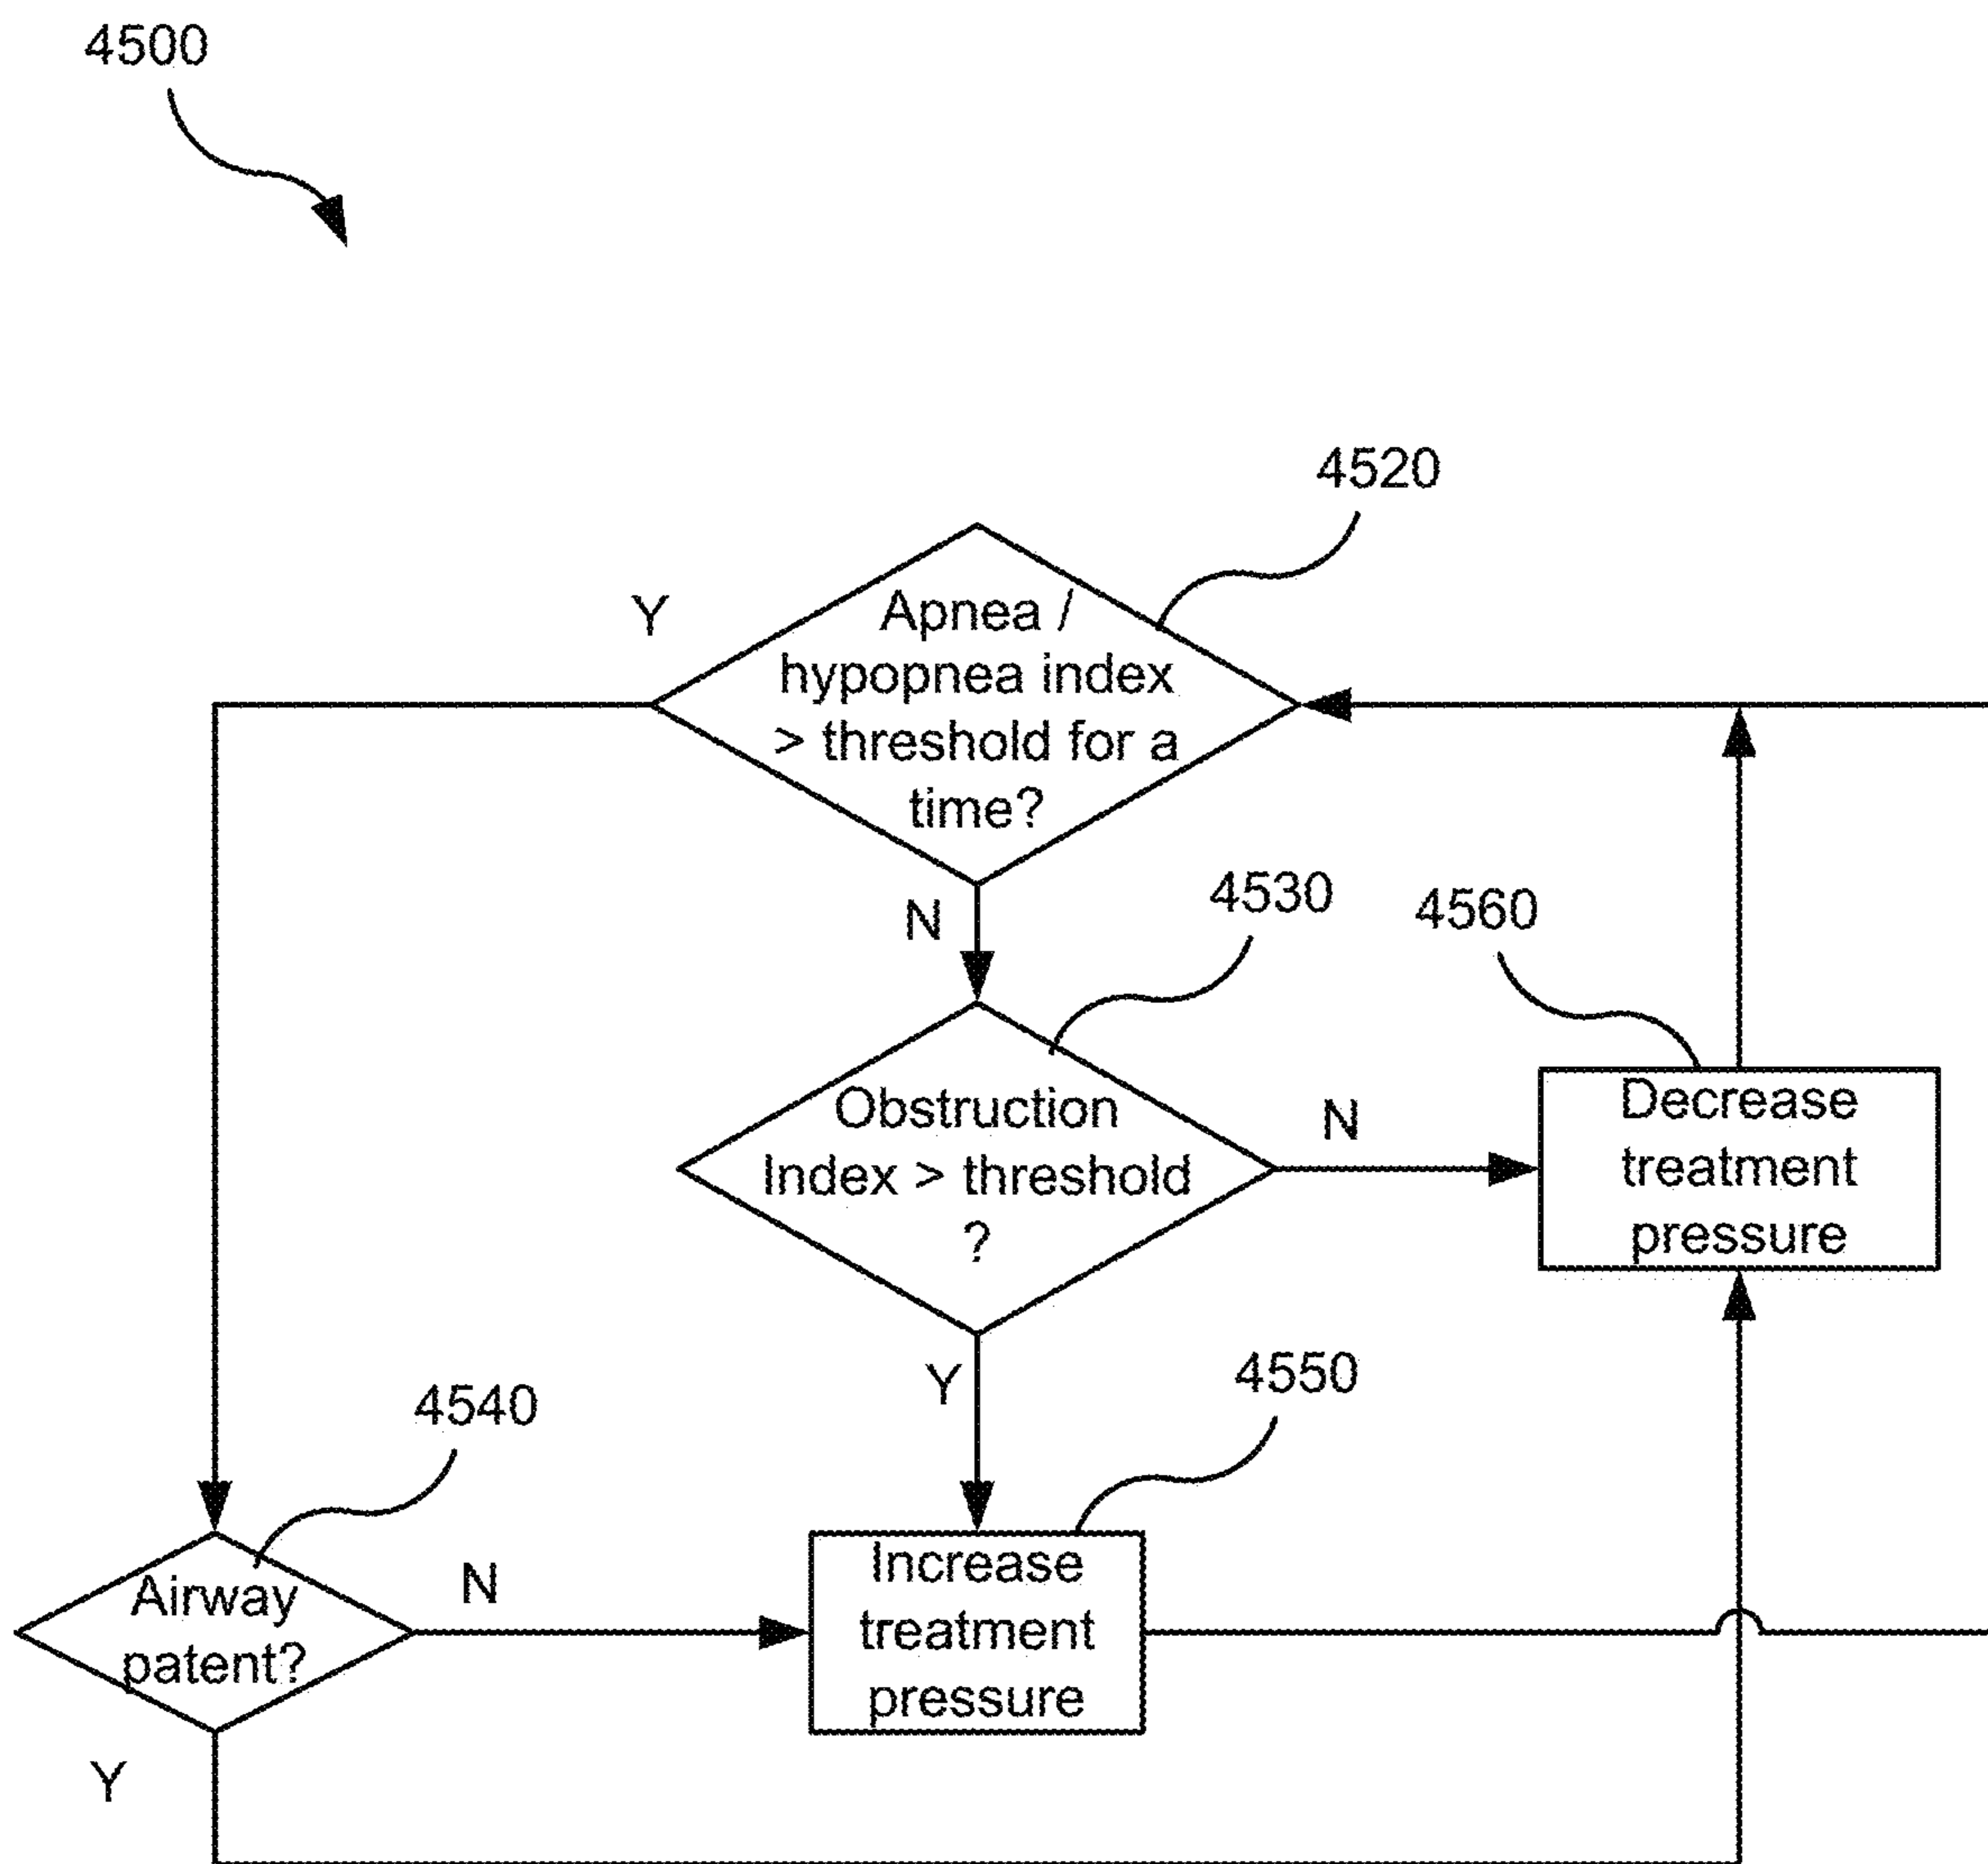 4500
4520
Y
Apnea /
hypopnea index
> threshold for a
time?
N
4530
4560
Obstruction
Index > threshold
?
N
Decrease
treatment
pressure
Y
4550
4540
Airway
patent?
N
Increase
treatment
pressure
Y